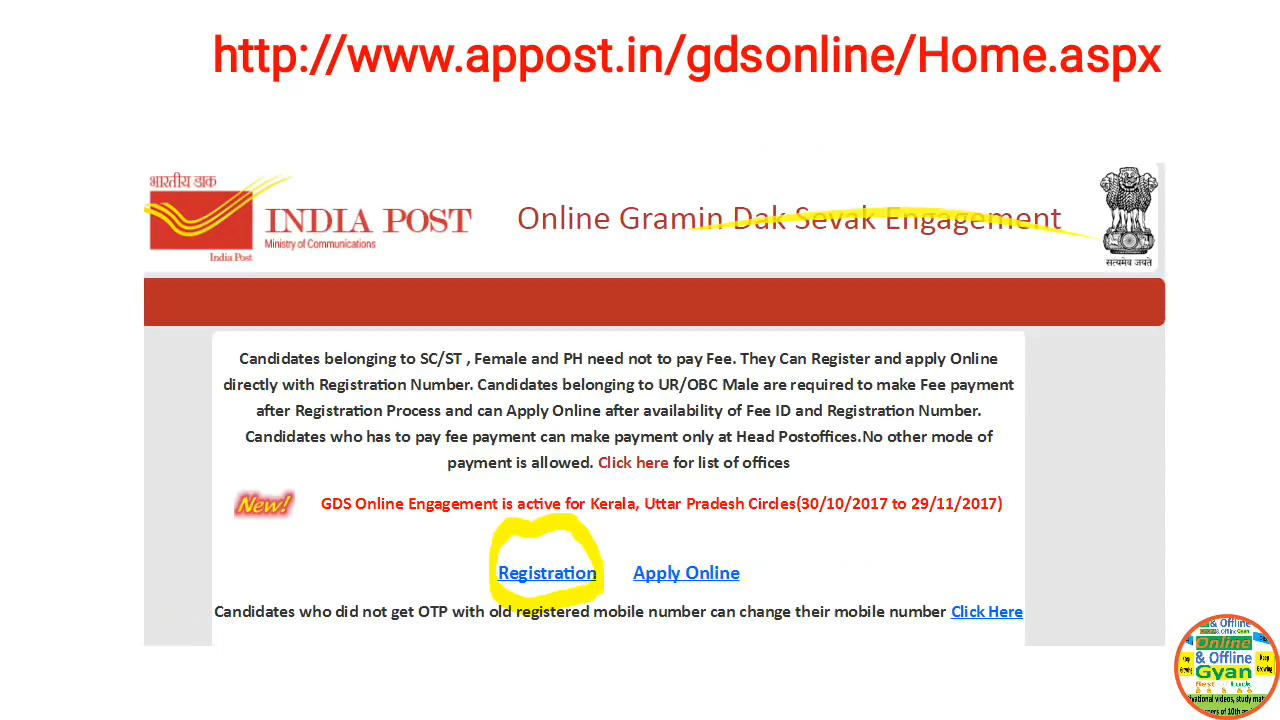 http://www.appost.in/gdsonline/Home.aspx
भारतीय डाक
INDIA POST
Ministry of Communications
India Post
Online Gramin Dak Sevak Engagement
सत्यमेव जयते
Candidates belonging to SC/ST , Female and PH need not to pay Fee. They Can Register and apply Online
directly with Registration Number. Candidates belonging to UR/OBC Male are required to make Fee payment
after Registration Process and can Apply Online after availability of Fee ID and Registration Number.
Candidates who has to pay fee payment can make payment only at Head Postoffices.No other mode of
payment is allowed. Click here for list of offices
New!
GDS Online Engagement is active for Kerala, Uttar Pradesh Circles(30/10/2017 to 29/11/2017)
Registration Apply Online
Candidates who did not get OTP with old registered mobile number can change their mobile number Click Here
& Offline
Online
& Offline
Gyan
Keep
Growing
Best Luck